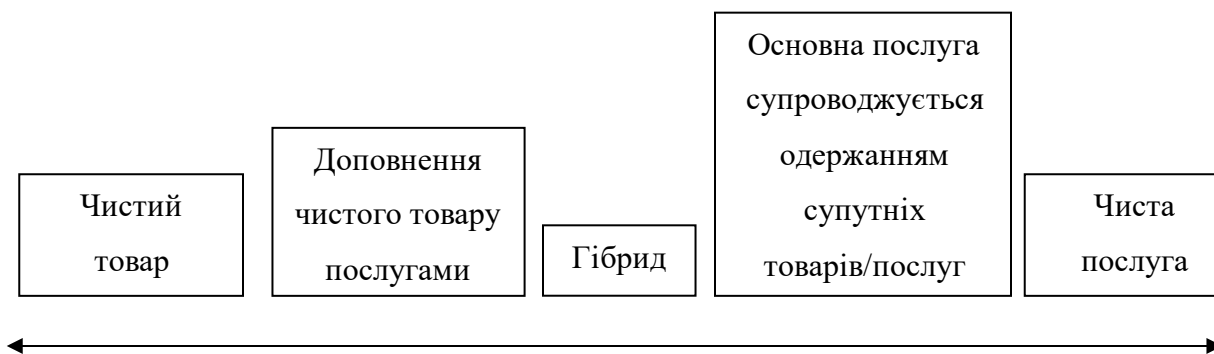 Чистий
товар
Доповнення
чистого товару
послугами
Гібрид
Основна послуга
супроводжується
одержанням
супутніх
товарів/послуг
Чиста
послуга